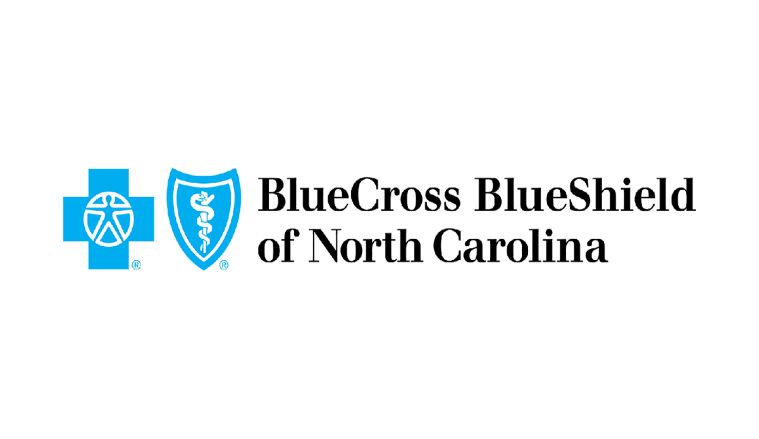 BlueCross BlueShield
of North Carolina
® ®